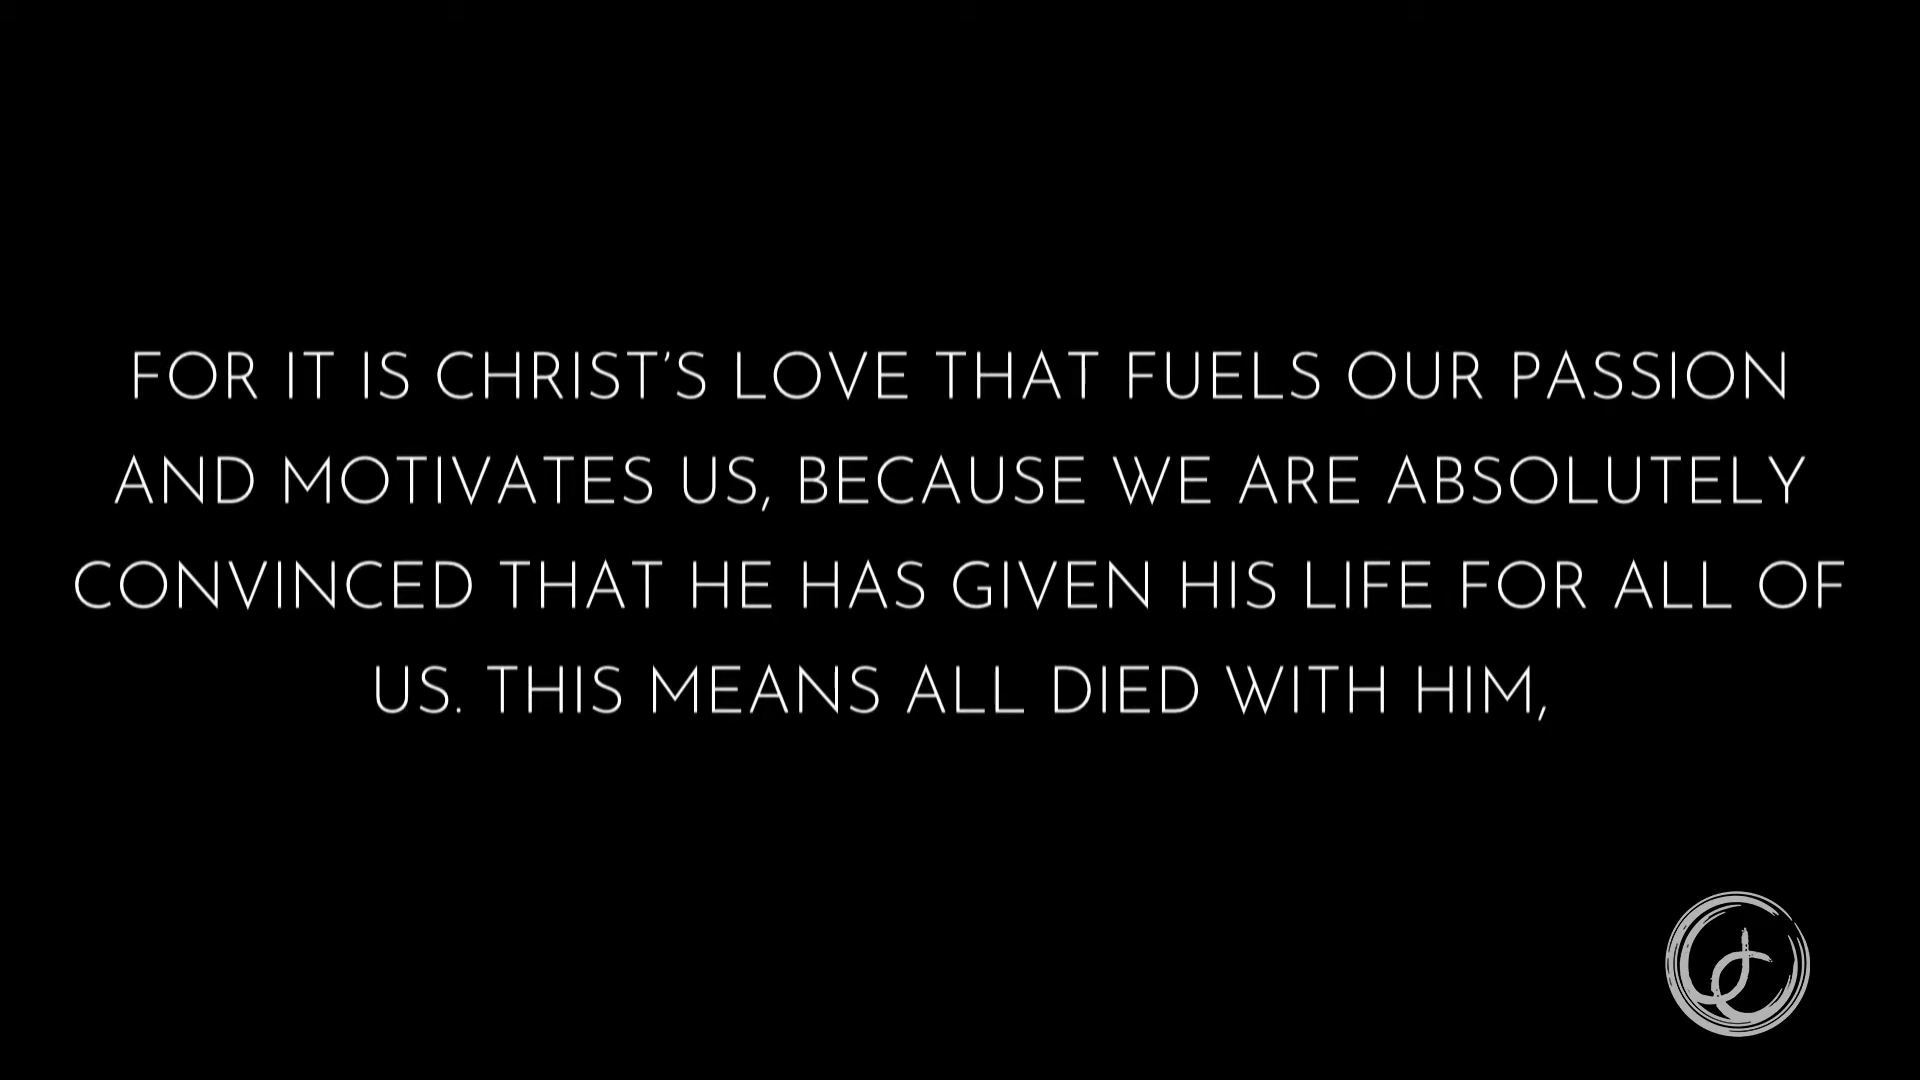 FOR IT IS CHRIST’S LOVE THAT FUELS OUR PASSION
AND MOTIVATES US, BECAUSE WE ARE ABSOLUTELY
CONVINCED THAT HE HAS GIVEN HIS LIFE FOR ALL OF
US. THIS MEANS ALL DIED WITH HIM,